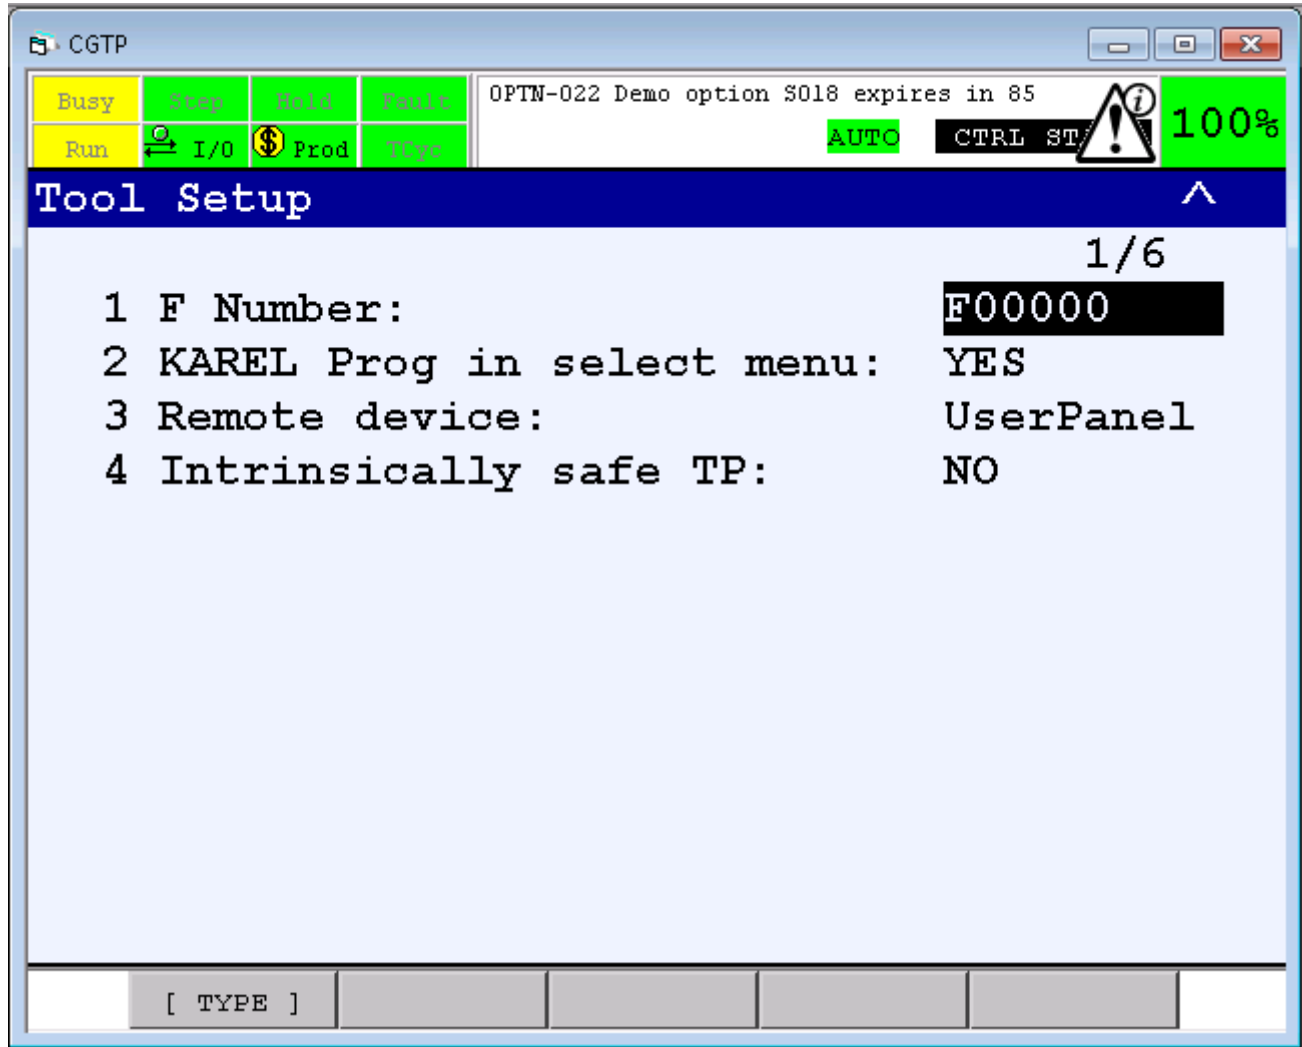 CGTP
Busy Step Hold Fault
OPTN-022 Demo option S018 expires in 85
Run I/O Prod TCyc
AUTO CTRL
100%
Tool Setup ^
1/6
1 F Number: F00000
2 KAREL Prog in select menu: YES
3 Remote device: UserPanel
4 Intrinsically safe TP: NO
[ TYPE ]